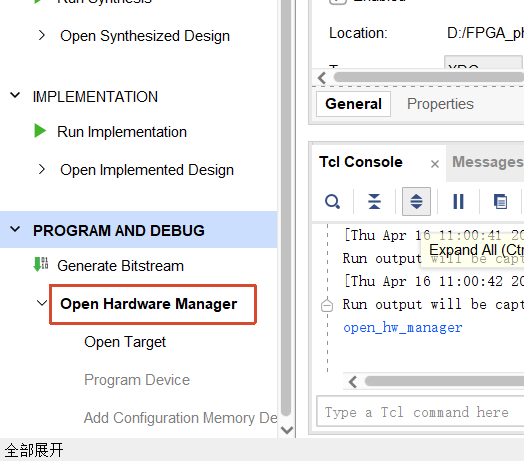 Run Synthesis
Open Synthesized Design
IMPLEMENTATION
Run Implementation
Open Implemented Design
PROGRAM AND DEBUG
Generate Bitstream
Open Hardware Manager
Open Target
Program Device
Add Configuration Memory De
全部展开
Enabled
Location: D:/FPGA_ph
General Properties
Tcl Console × Messages
[Thu Apr 16 11:00:41 20
Run output will be capt
Expand All (Ctr
[Thu Apr 16 11:00:42 20
Run output will be capt
open_hw_manager
Type a Tcl command here